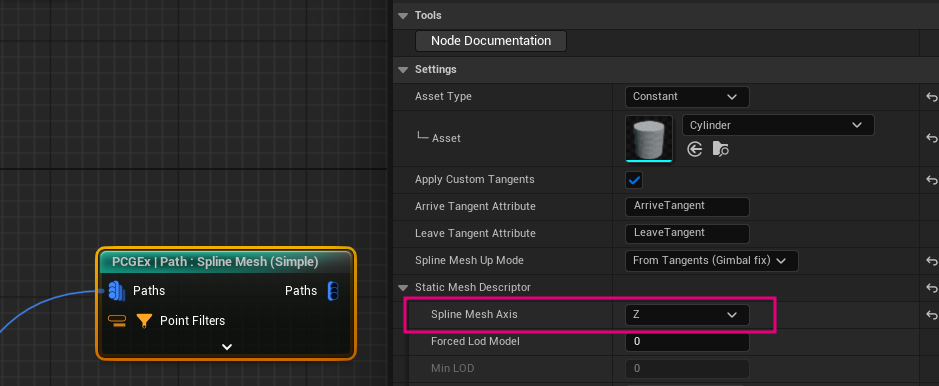 Tools
Node Documentation
Settings
Asset Type Constant
Asset Cylinder
Apply Custom Tangents
Arrive Tangent Attribute ArriveTangent
Leave Tangent Attribute LeaveTangent
Spline Mesh Up Mode From Tangents (Gimbal fix)
Static Mesh Descriptor
Spline Mesh Axis Z
Forced Lod Model 0
Min LOD 0
PCGEx | Path : Spline Mesh (Simple)
Paths Paths
Point Filters